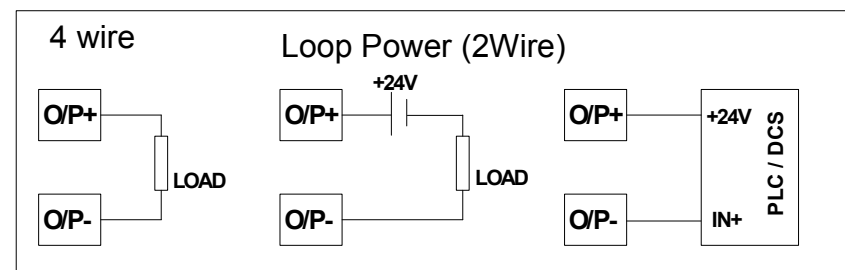 4 wire
Loop Power (2Wire)
O/P+
LOAD
O/P-
+24V
O/P+
LOAD
O/P-
O/P+
+24V
PLC / DCS
O/P-
IN+